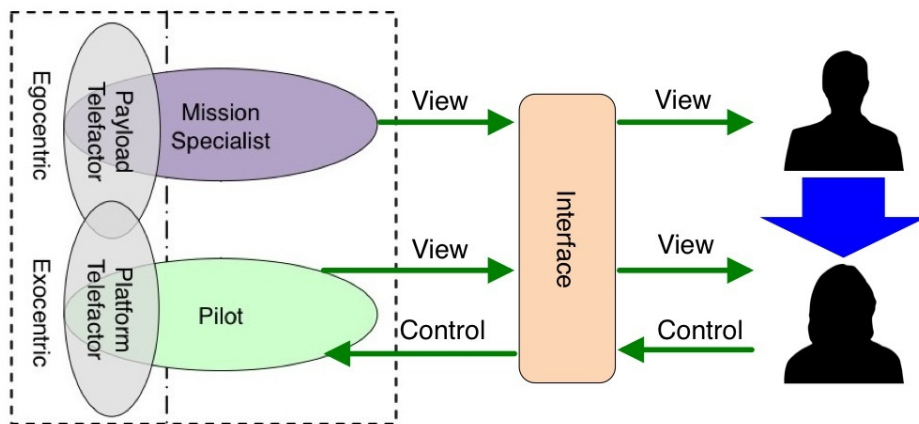 Egocentric
Payload
Telefactor
Mission
Specialist
View
View
Interface
Exocentric
Platform
Telefactor
Pilot
View
View
Control
Control